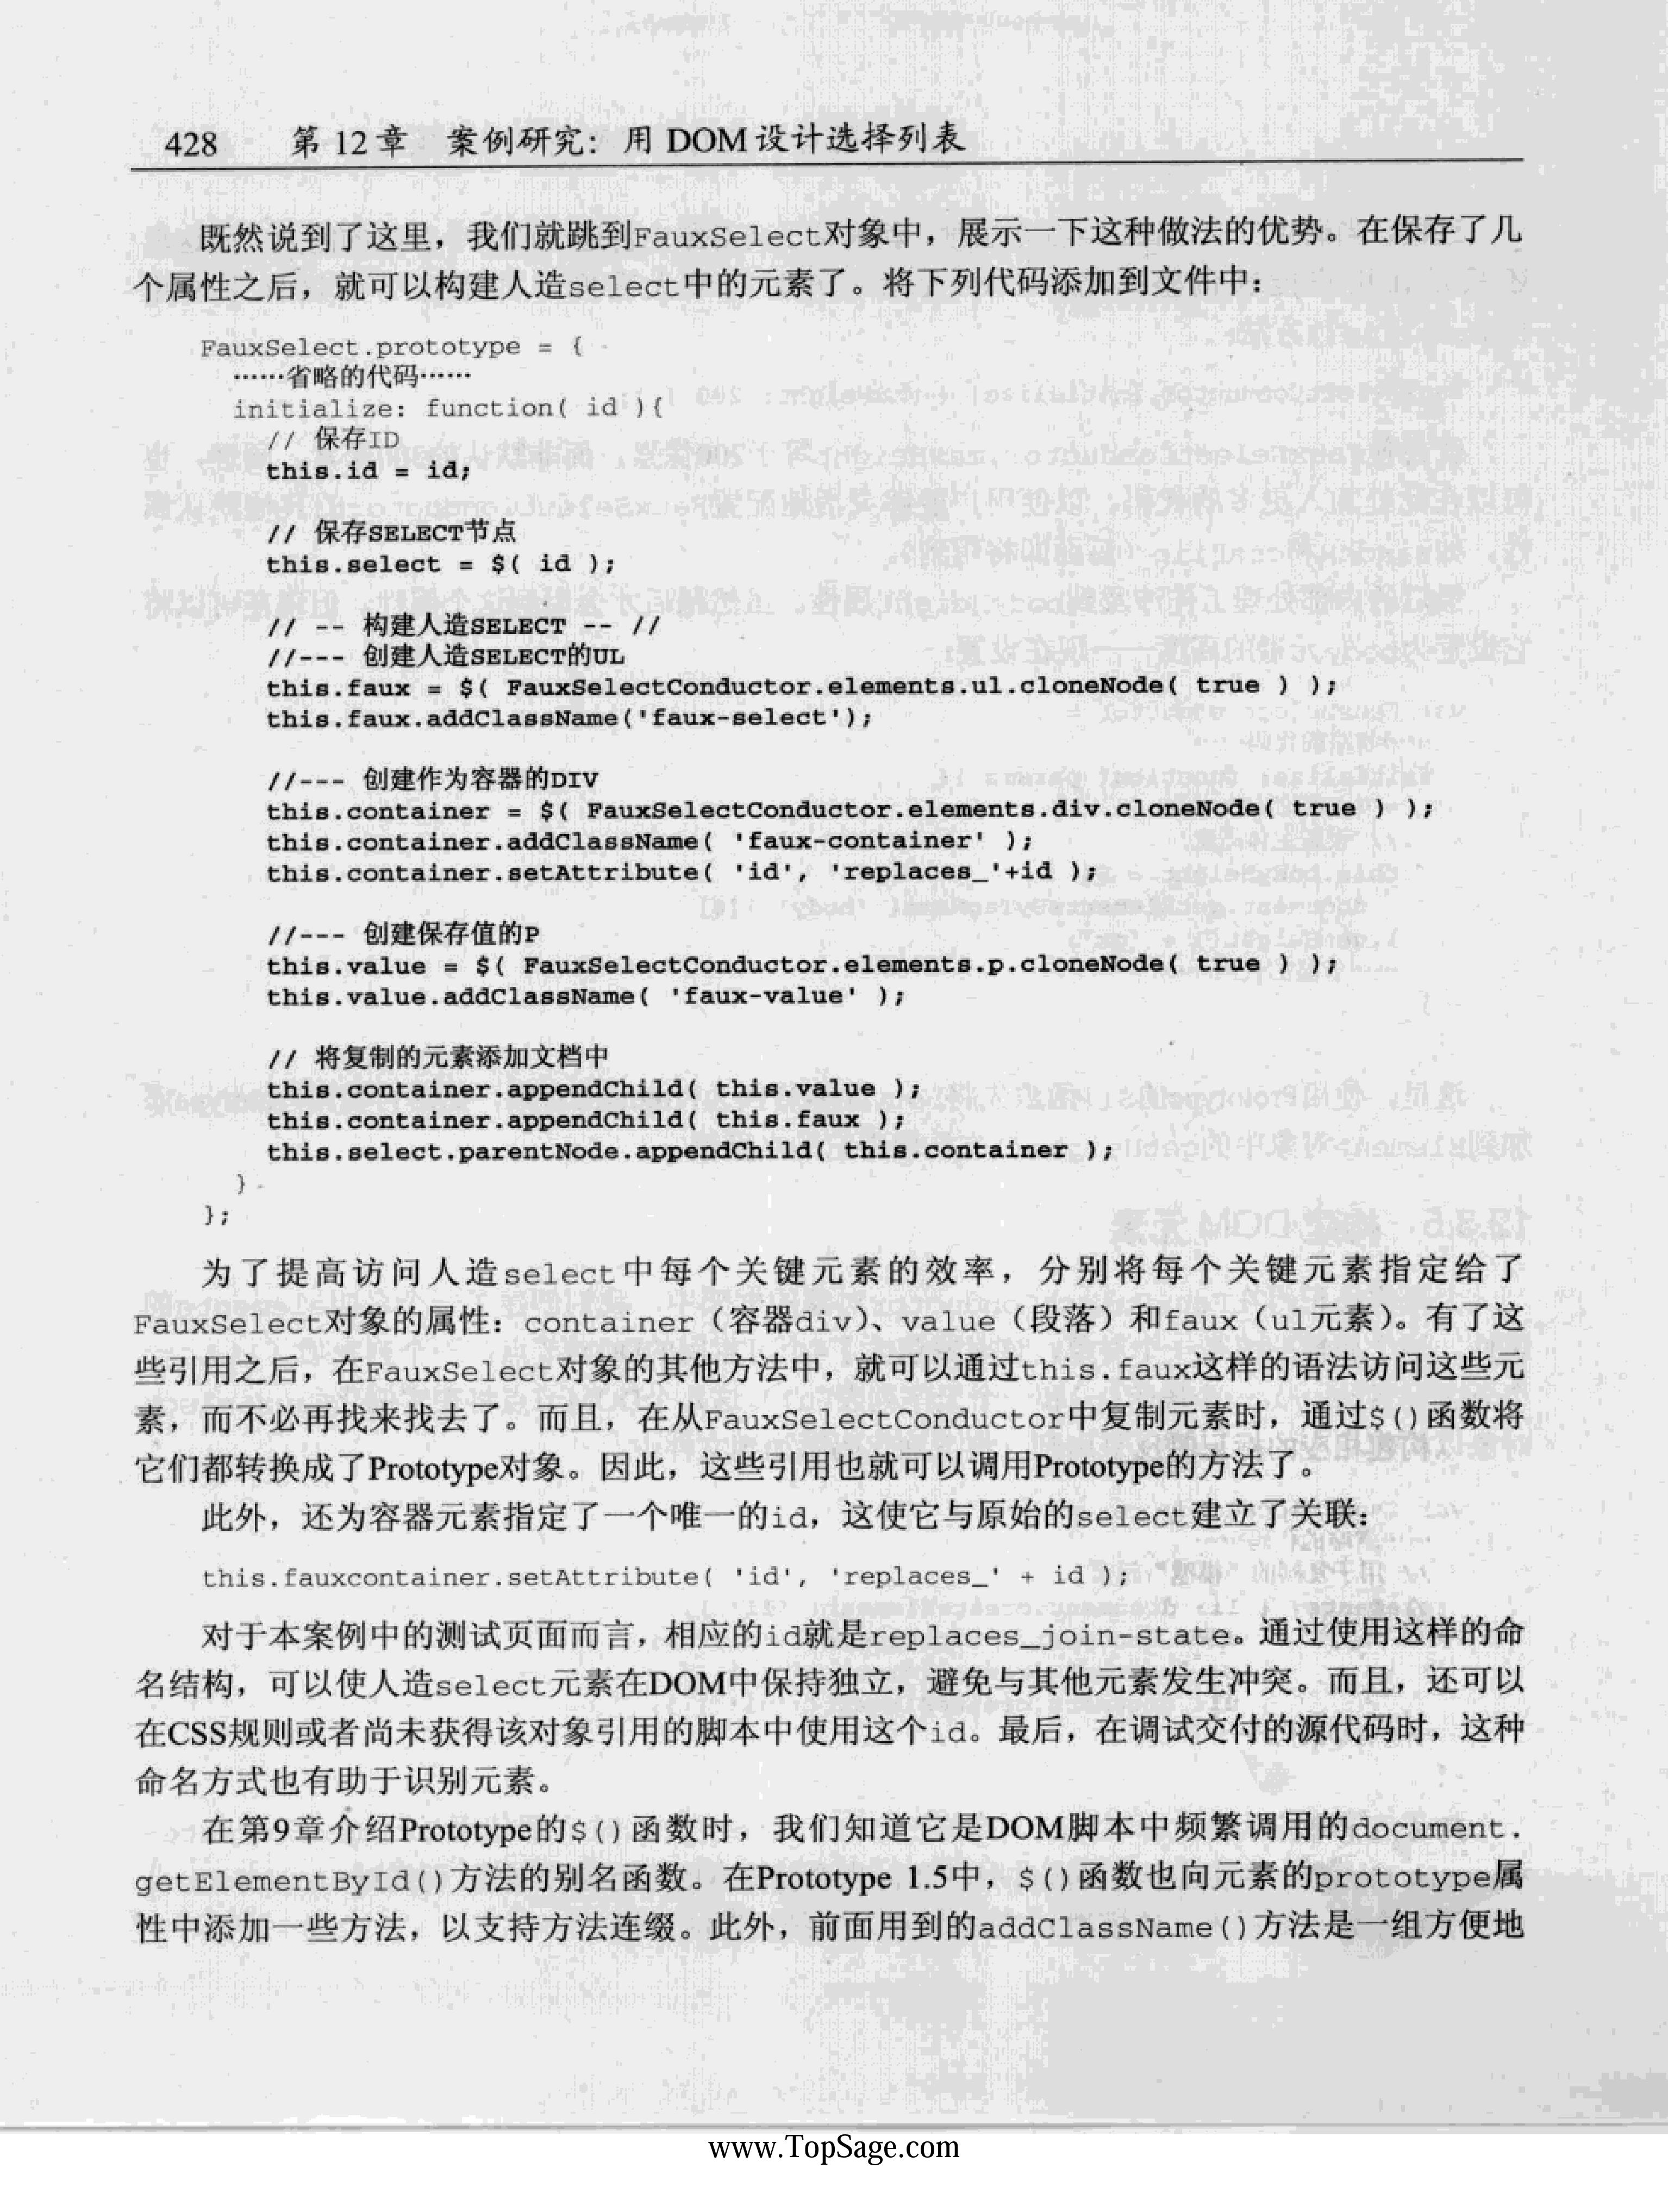 428 第 12 章 案例研究：用 DOM 设计选择列表
既然说到了这里，我们就跳到FauxSelect对象中，展示一下这种做法的优势。在保存了几
个属性之后，就可以构建人造select中的元素了。将下列代码添加到文件中：
FauxSelect.prototype = {
……省略的代码……
initialize: function( id ){
// 保存ID
this.id = id;
// 保存SELECT节点
this.select = $( id );
// -- 构建人造SELECT -- //
//--- 创建人造SELECT的UL
this.faux = $( FauxSelectConductor.elements.ul.cloneNode( true ) );
this.faux.addClassName('faux-select');
//--- 创建作为容器的DIV
this.container = $( FauxSelectConductor.elements.div.cloneNode( true ) );
this.container.addClassName( 'faux-container' );
this.container.setAttribute( 'id', 'replaces_'+id );
//--- 创建保存值的P
this.value = $( FauxSelectConductor.elements.p.cloneNode( true ) );
this.value.addClassName( 'faux-value' );
// 将复制的元素添加文档中
this.container.appendChild( this.value );
this.container.appendChild( this.faux );
this.select.parentNode.appendChild( this.container );
}
};
为了提高访问人造select中每个关键元素的效率，分别将每个关键元素指定给了
FauxSelect对象的属性：container（容器div）、value（段落）和faux（ul元素）。有了这
些引用之后，在FauxSelect对象的其他方法中，就可以通过this.faux这样的语法访问这些元
素，而不必再找来找去了。而且，在从FauxSelectConductor中复制元素时，通过$()函数将
它们都转换成了Prototype对象。因此，这些引用也就可以调用Prototype的方法了。
此外，还为容器元素指定了一个唯一的id，这使它与原始的select建立了关联：
this.fauxcontainer.setAttribute( 'id', 'replaces_' + id );
对于本案例中的测试页面而言，相应的id就是replaces_join-state。通过使用这样的命
名结构，可以使人造select元素在DOM中保持独立，避免与其他元素发生冲突。而且，还可以
在CSS规则或者尚未获得该对象引用的脚本中使用这个id。最后，在调试交付的源代码时，这种
命名方式也有助于识别元素。
在第9章介绍Prototype的$()函数时，我们知道它是DOM脚本中频繁调用的document.
getElementById()方法的别名函数。在Prototype 1.5中，$()函数也向元素的prototype属
性中添加一些方法，以支持方法连缀。此外，前面用到的addClassName()方法是一组方便地
www.TopSage.com